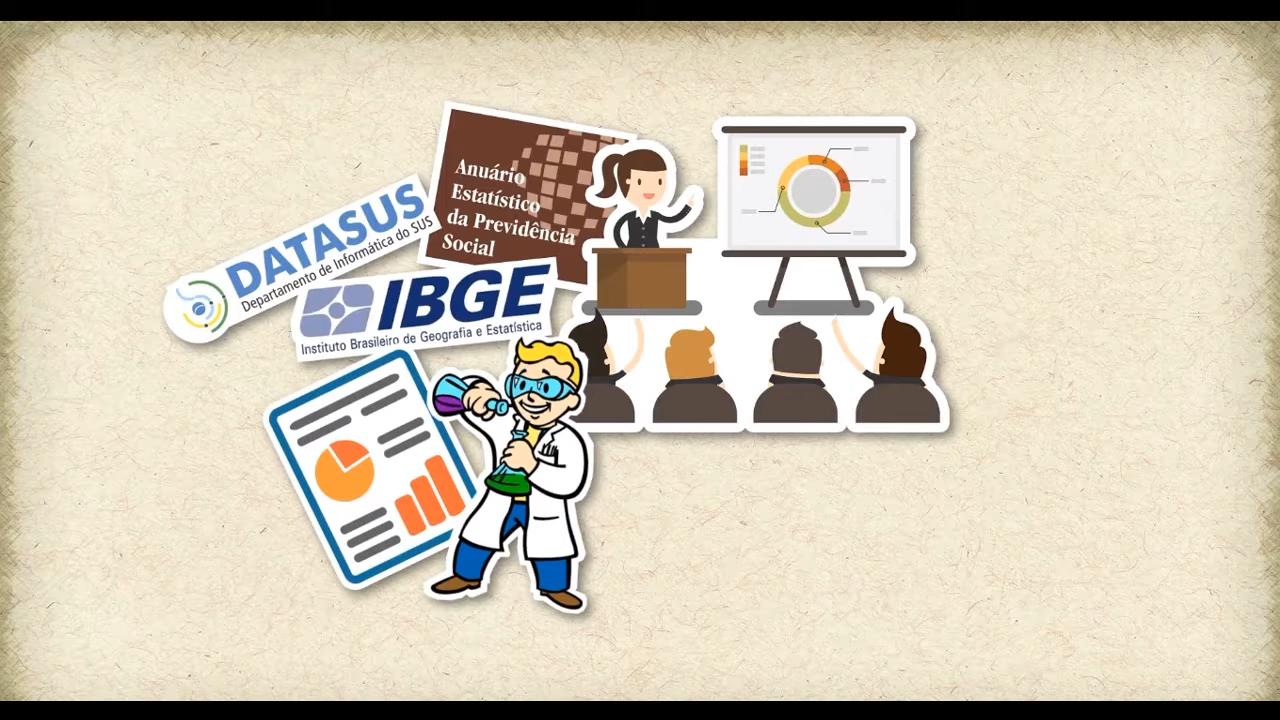 Anuário
Estatístico
da Previdência
Social
DATASUS
Departamento de Informática do SUS
IBGE
Instituto Brasileiro de Geografia e Estatística